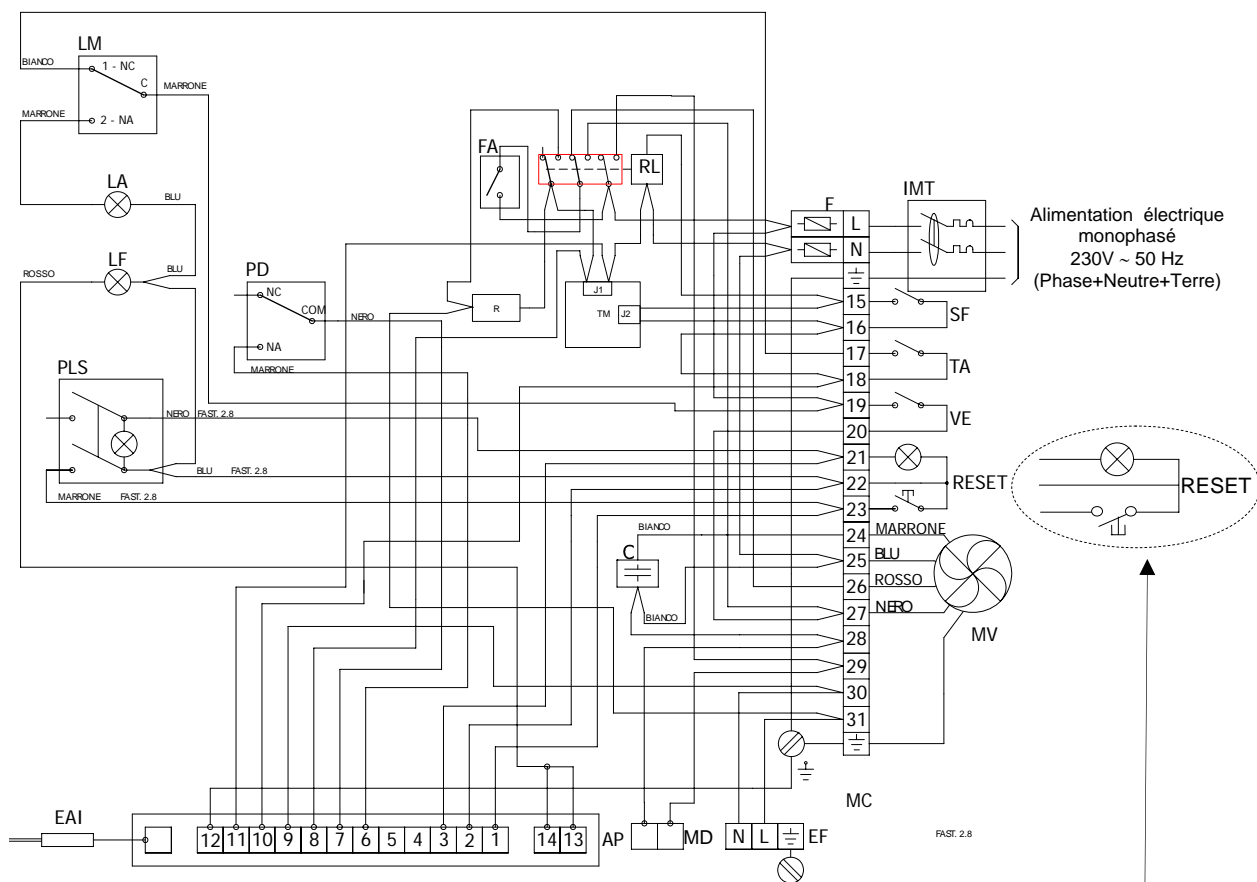 LM
BIANCO
1 - NC
C
MARRONE
MARRONE
2 - NA
LA
BLU
LF
ROSSO
BLU
PD
NC
COM
NERO
NA
MARRONE
PLS
NERO FAST. 2.8
BLU FAST. 2.8
MARRONE FAST. 2.8
FA
RL
R
J1
TM
J2
F
L
N
IMT
Alimentation électrique
monophasé
230V ~ 50 Hz
(Phase+Neutre+Terre)
15
SF
16
17
TA
18
19
VE
20
21
22
RESET
23
RESET
24
MARRONE
25
BLU
26
ROSSO
27
NERO
MV
28
29
30
31
C
BIANCO
BIANCO
MC
EAI
12 11 10 9 8 7 6 5 4 3 2 1 14 13
AP
MD
N L
EF
FAST. 2.8